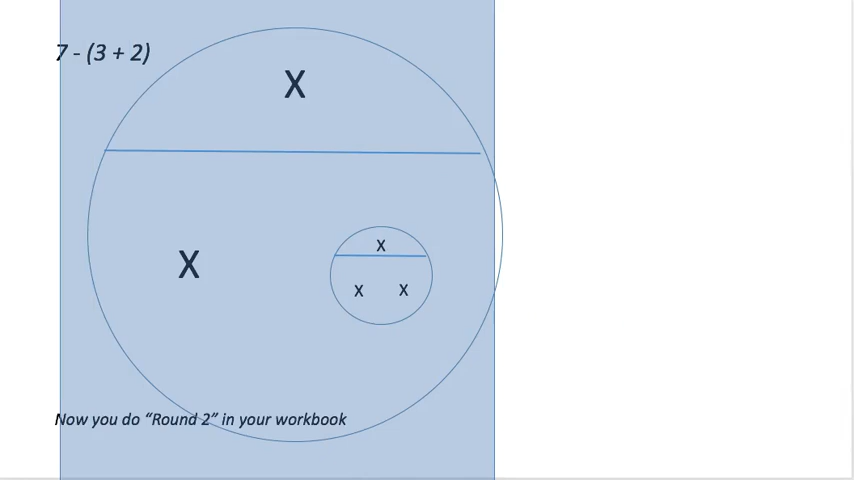 7 - (3 + 2)
X
X
X
X X
Now you do “Round 2” in your workbook